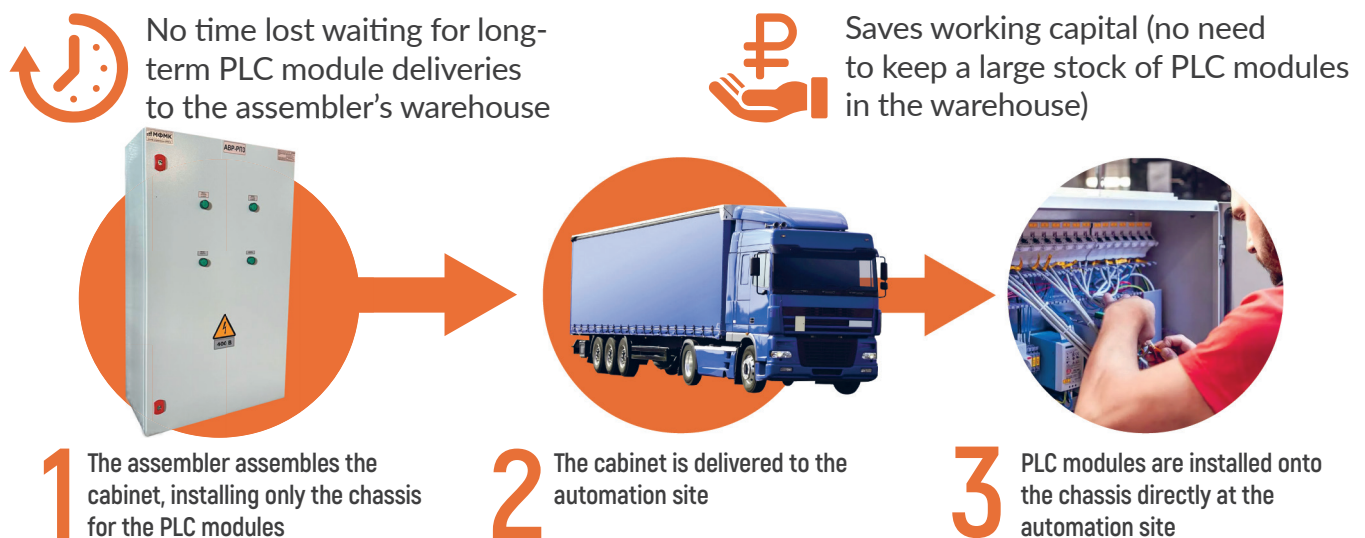 No time lost waiting for long-
term PLC module deliveries
to the assembler’s warehouse
Saves working capital (no need
to keep a large stock of PLC modules
in the warehouse)
МФМК
АВР-РП3
400 В
1
The assembler assembles the
cabinet, installing only the chassis
for the PLC modules
2
The cabinet is delivered to the
automation site
3
PLC modules are installed onto
the chassis directly at the
automation site